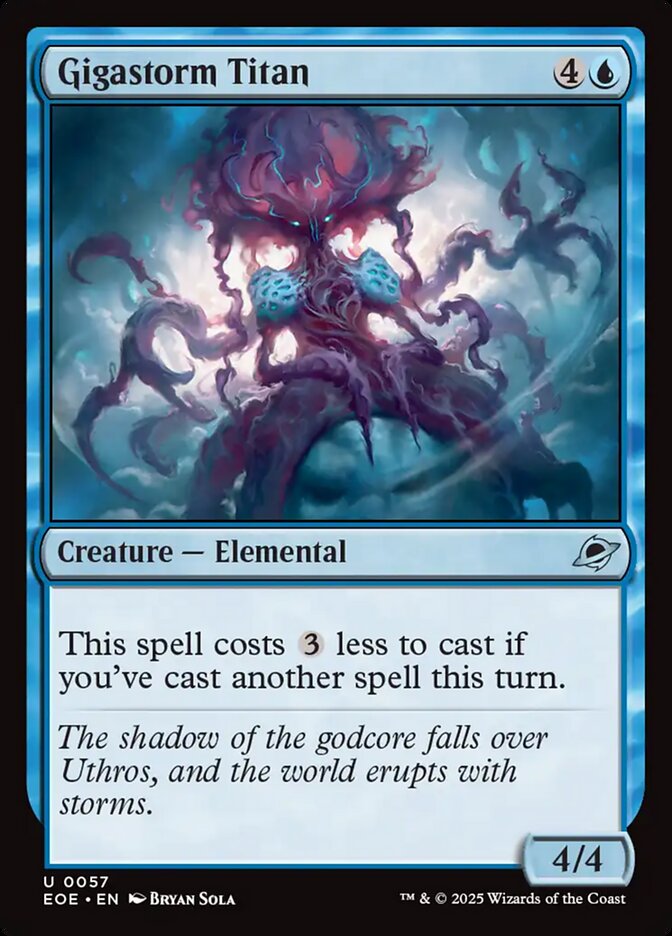 Gigastorm Titan 4
Creature — Elemental
This spell costs 3 less to cast if
you've cast another spell this turn.
The shadow of the godcore falls over
Uthros, and the world erupts with
storms.
4/4
U 0057
EOE • EN BRYAN SOLA
™ & © 2025 Wizards of the Coast